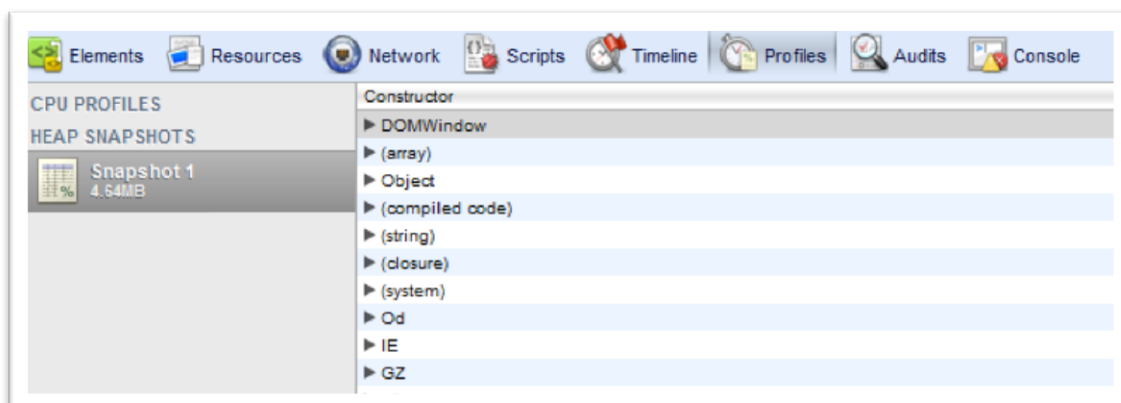 Elements Resources Network Scripts Timeline Profiles Audits Console
CPU PROFILES
HEAP SNAPSHOTS
Snapshot 1
4.64MB
Constructor
DOMWindow
(array)
Object
(compiled code)
(string)
(closure)
(system)
Od
IE
GZ